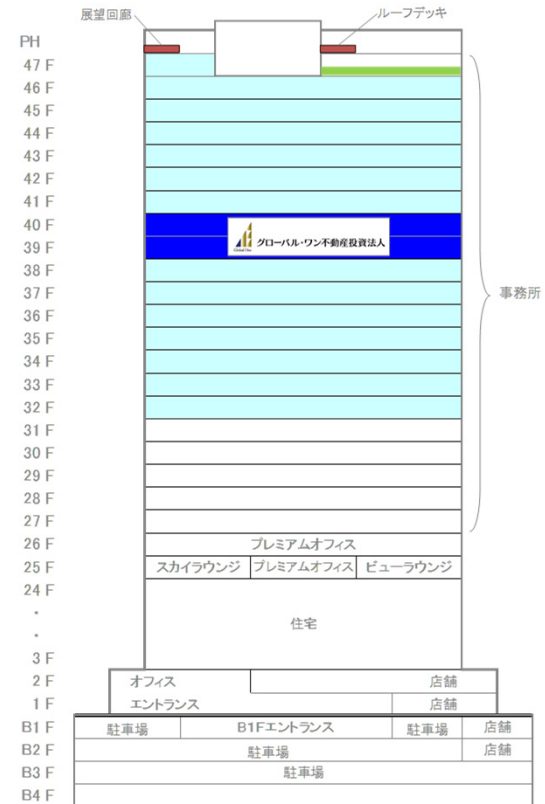 展望回廊
ルーフデッキ
PH
47 F
46 F
45 F
44 F
43 F
42 F
41 F
40 F
グローバル・ワン不動産投資法人
Global One
39 F
38 F
37 F
事務所
36 F
35 F
34 F
33 F
32 F
31 F
30 F
29 F
28 F
27 F
26 F プレミアムオフィス
25 F スカイラウンジ プレミアムオフィス ビューラウンジ
24 F
・
住宅
・
3 F
2 F オフィス 店舗
1 F エントランス 店舗
B1 F 駐車場 B1Fエントランス 駐車場 店舗
B2 F 駐車場 店舗
B3 F 駐車場
B4 F